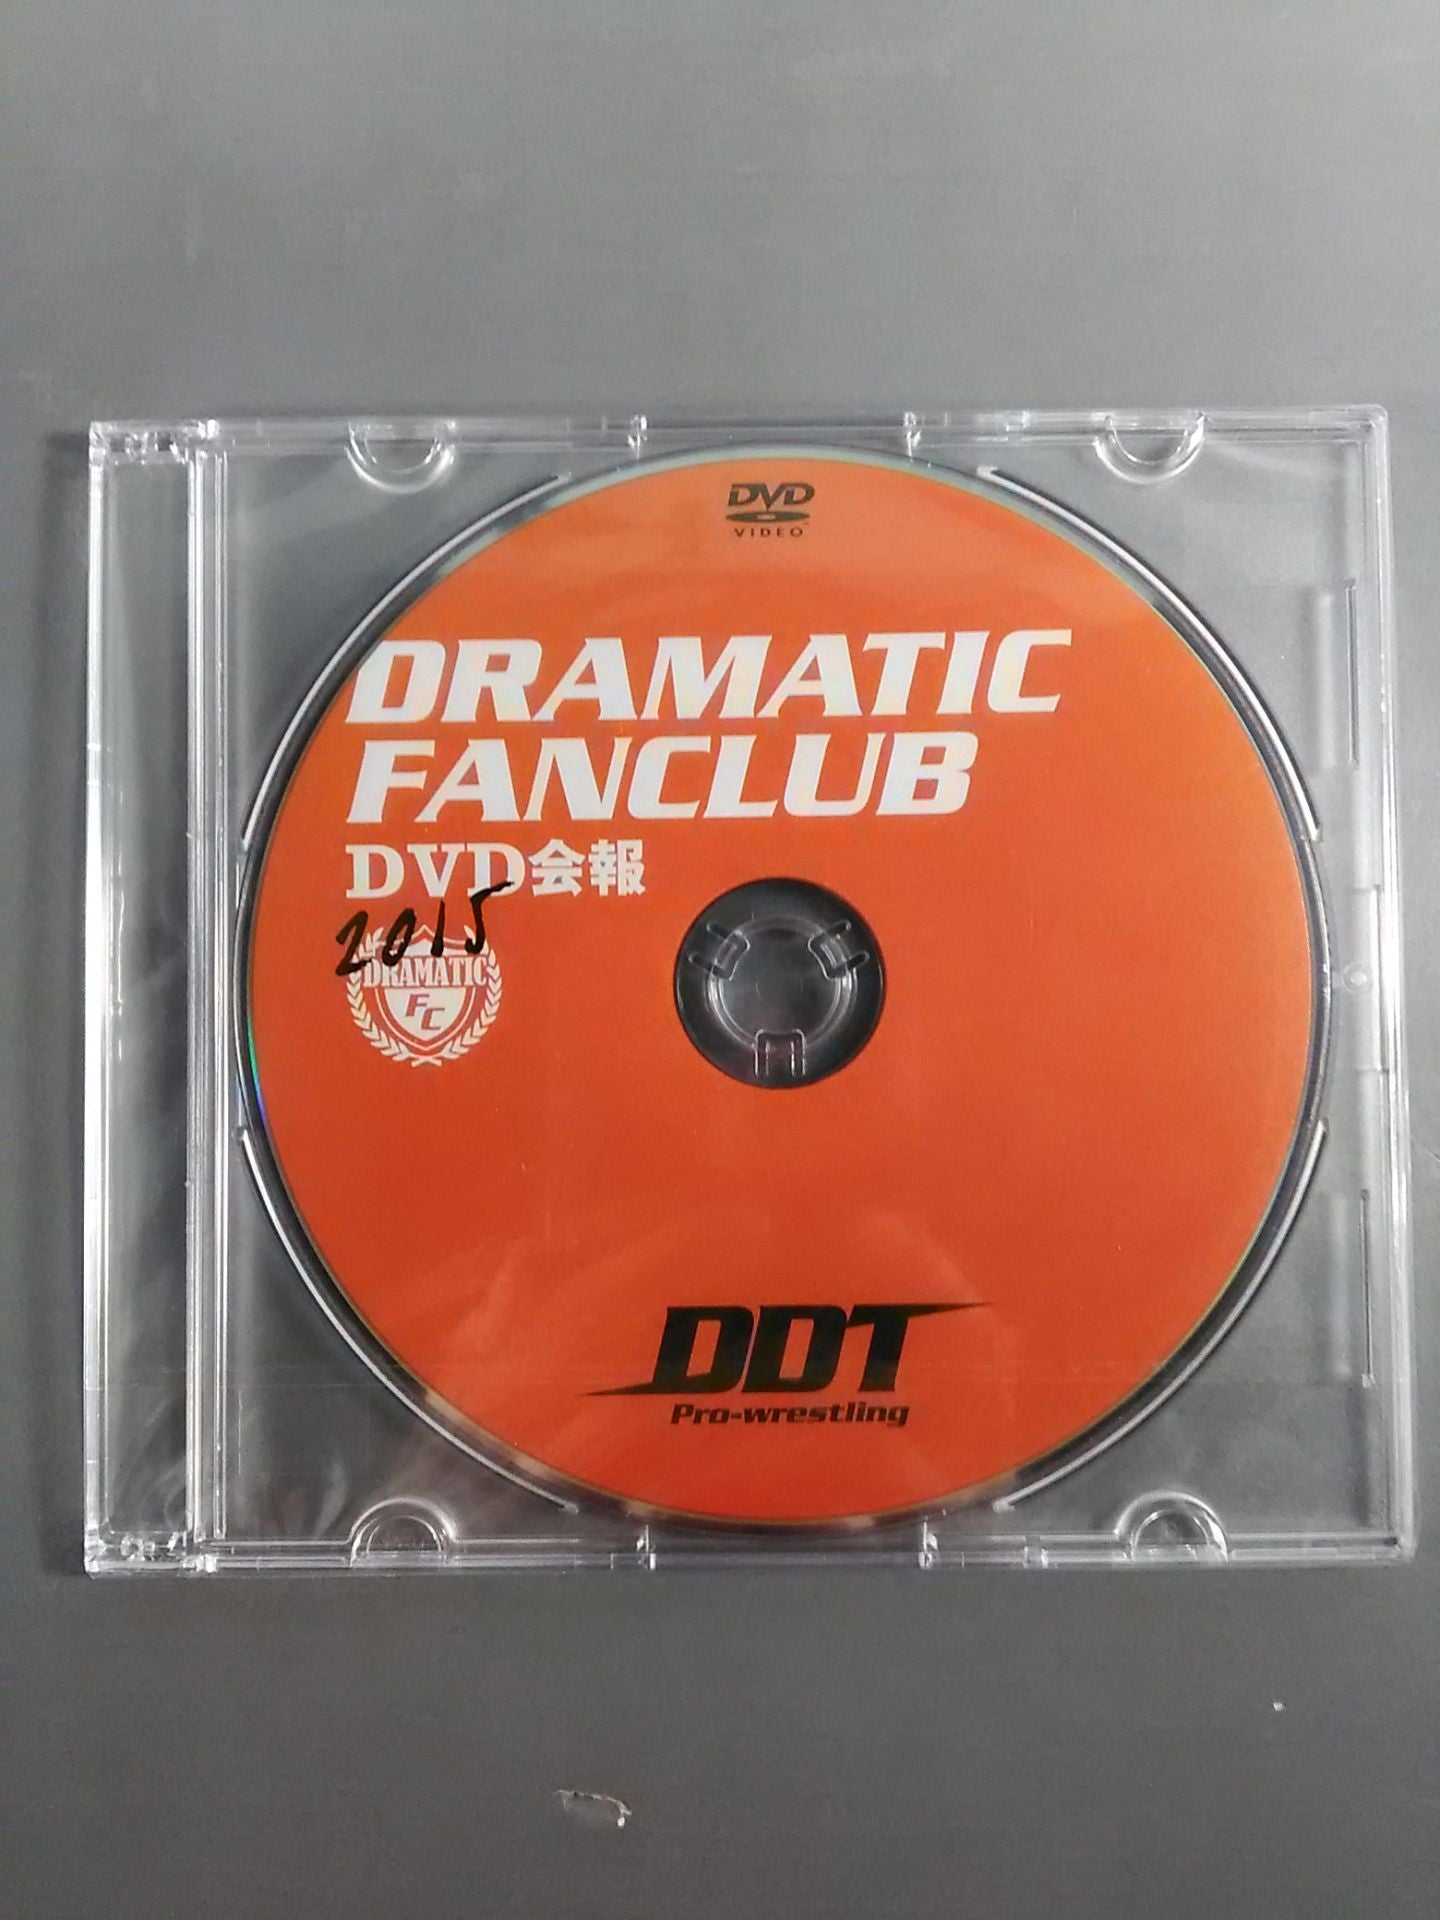 DVD
VIDEO
DRAMATIC
FANCLUB
DVD会報
2015
DRAMATIC
FC
DDT
Pro-wrestling